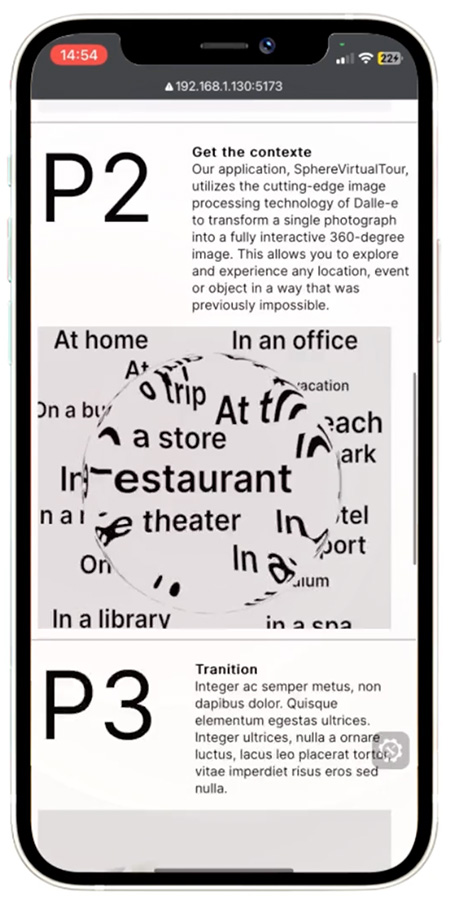 14:54
22
192.168.1.130:5173
P2
Get the contexte
Our application, SphereVirtualTour,
utilizes the cutting-edge image
processing technology of Dalle-e
to transform a single photograph
into a fully interactive 360-degree
image. This allows you to explore
and experience any location, event
or object in a way that was
previously impossible.
At home In an office
At trip vacation
On a At
a store each
In estaurant ark
theater In tel
On In a port
In a library in a spa
P3
Tranition
Integer ac semper metus, non
dapibus dolor. Quisque
elementum egestas ultrices.
Integer ultrices, nulla a ornare
luctus, lacus leo placerat tortor
vitae imperdiet risus eros sed
nulla.